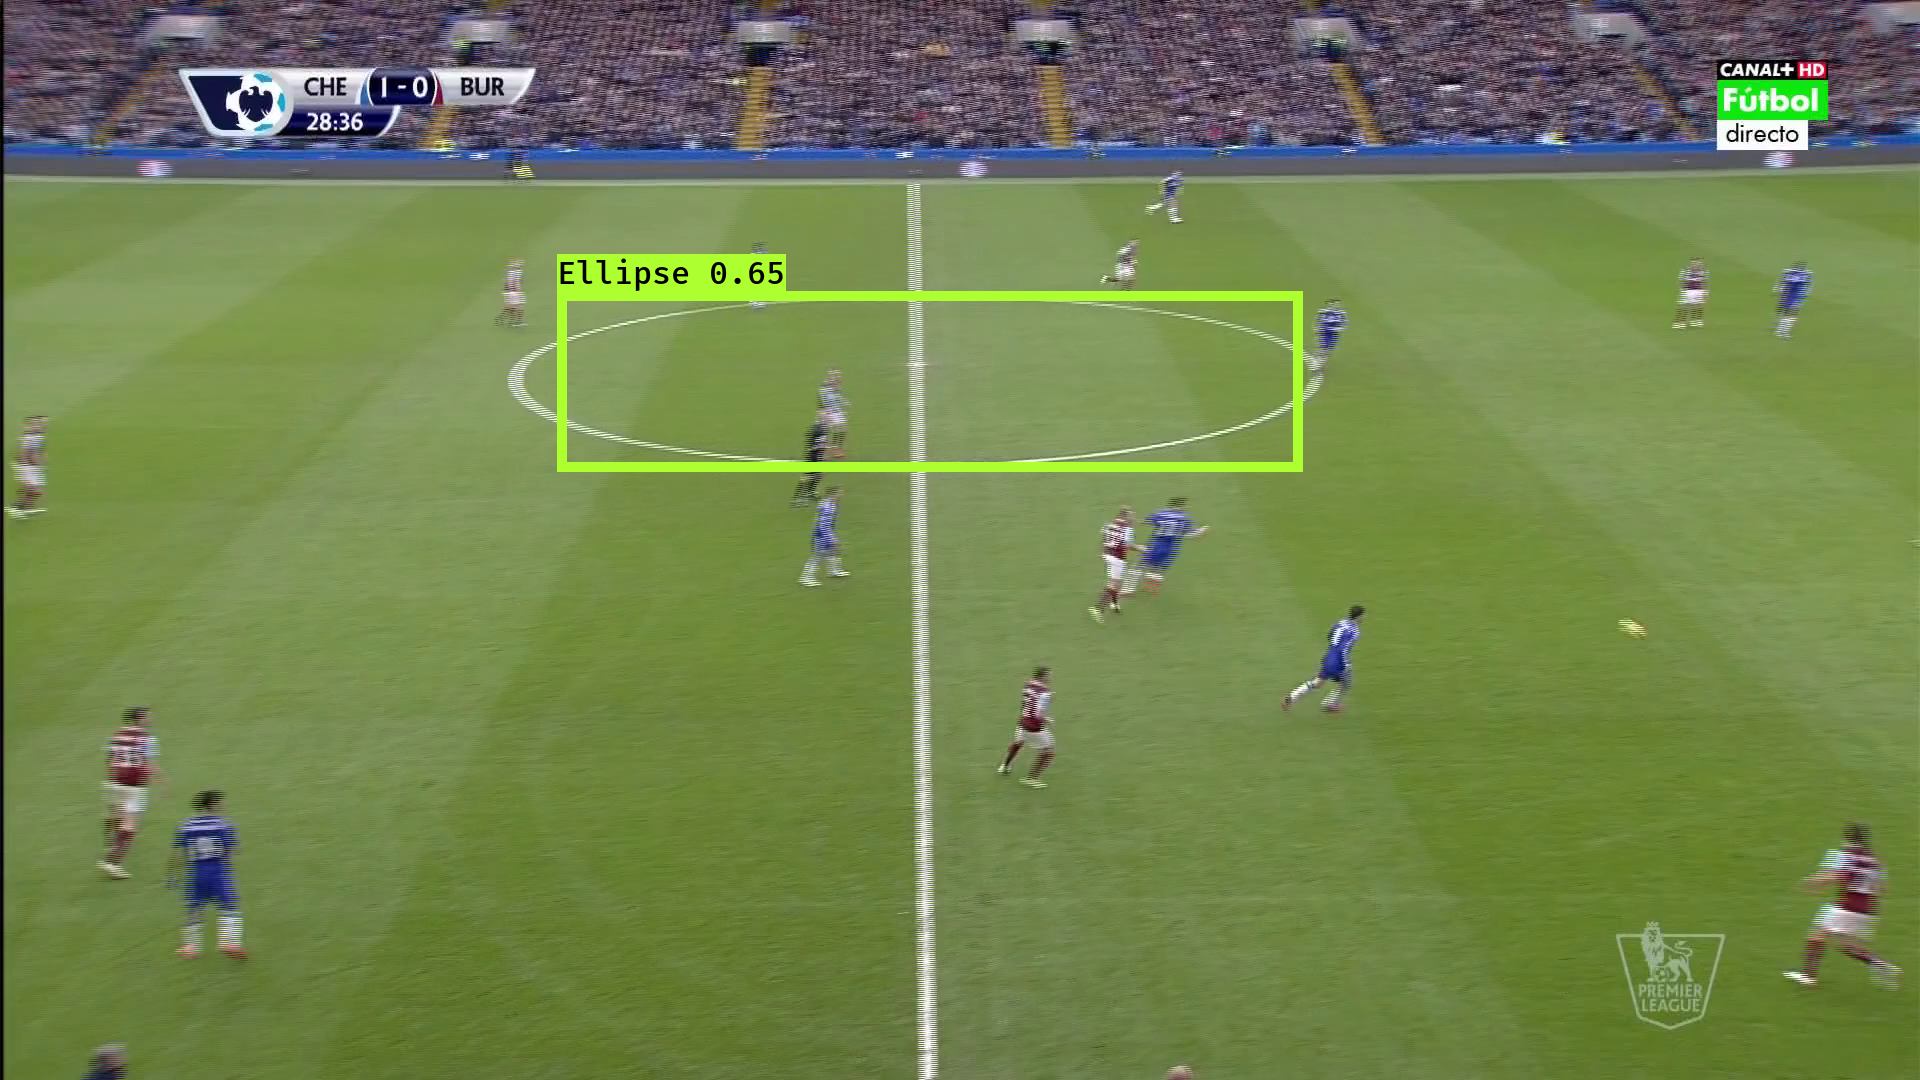 CHE 1-0 BUR
28:36
CANAL+ HD
Fútbol
directo
Ellipse 0.65
PREMIER
LEAGUE